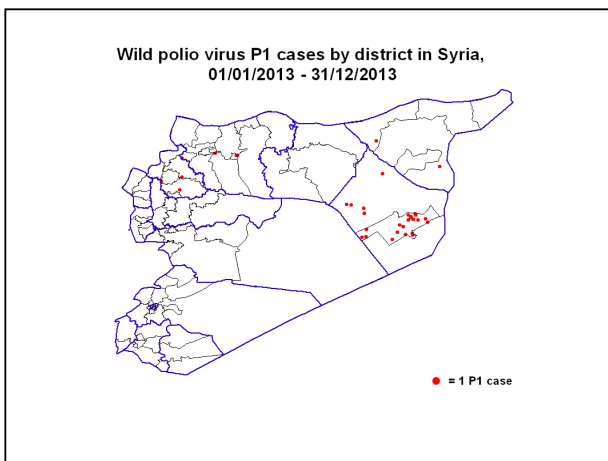 Wild polio virus P1 cases by district in Syria,
01/01/2013 - 31/12/2013
= 1 P1 case